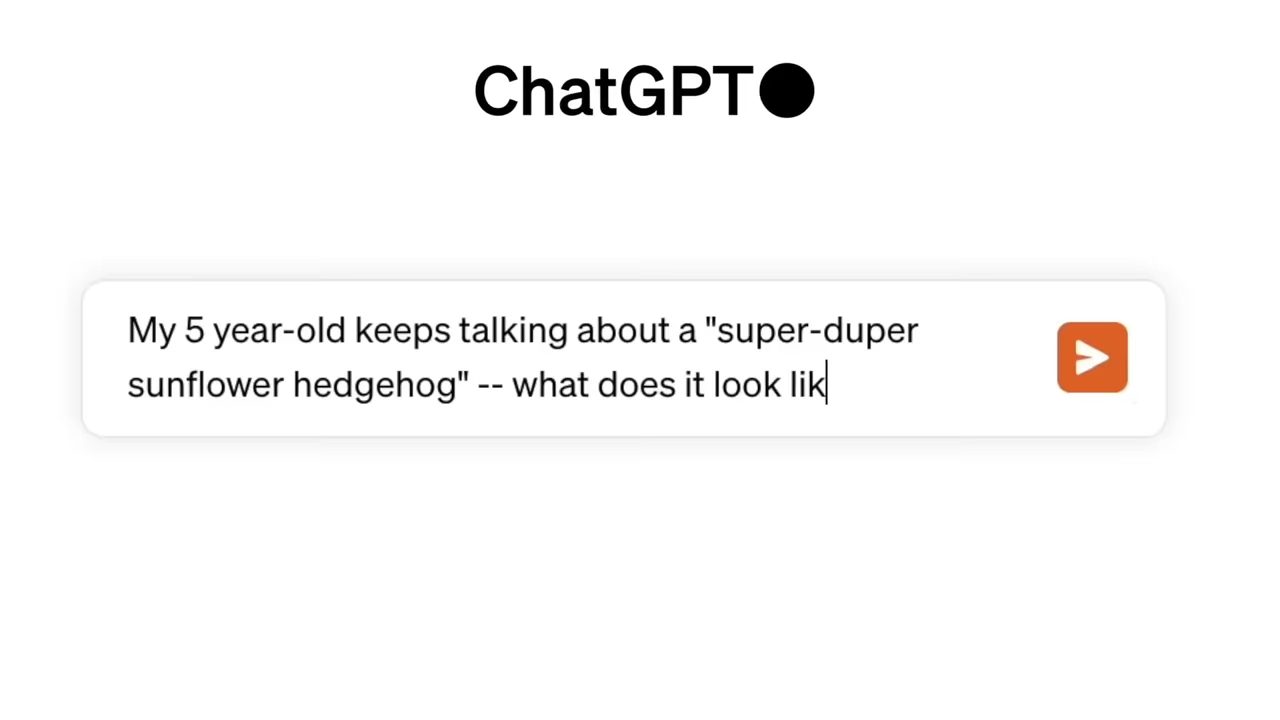 ChatGPT
My 5 year-old keeps talking about a "super-duper
sunflower hedgehog" -- what does it look lik